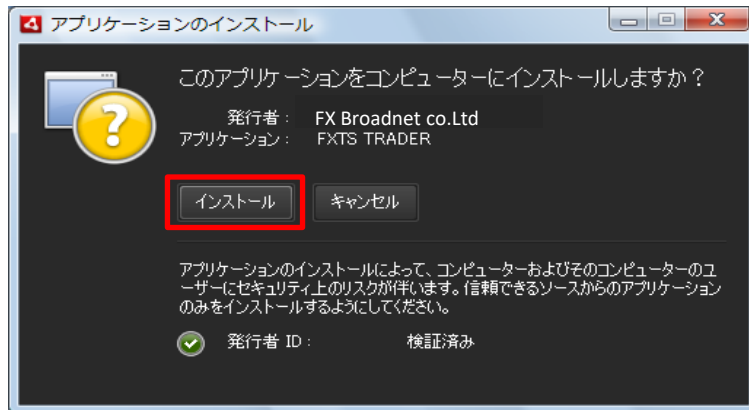 アプリケーションのインストール
このアプリケーションをコンピューターにインストールしますか？
発行者： FX Broadnet co.Ltd
アプリケーション： FXTS TRADER
インストール キャンセル
アプリケーションのインストールによって、コンピューターおよびそのコンピューターのユ
ーザーにセキュリティ上のリスクが伴います。信頼できるソースからのアプリケーション
のみをインストールするようにしてください。
発行者 ID： 検証済み